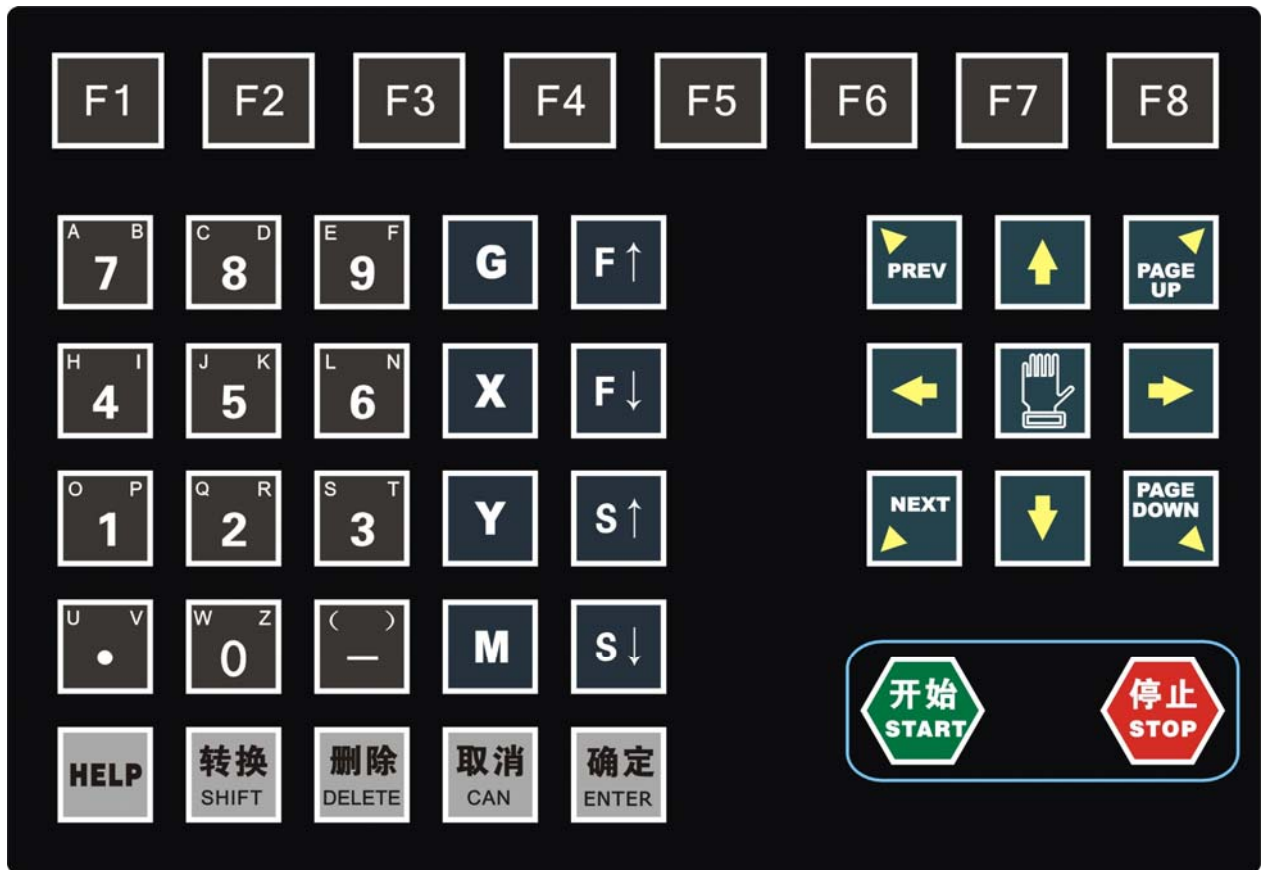 F1 F2 F3 F4 F5 F6 F7 F8
A B C D E F
7 8 9 G F↑ PREV PAGE
UP
H I J K L N
4 5 6 X F↓
O P Q R S T
1 2 3 Y S↑ NEXT PAGE
DOWN
U V W Z ( )
• 0 — M S↓
HELP 转换 删除 取消 确定
SHIFT DELETE CAN ENTER
开始 停止
START STOP